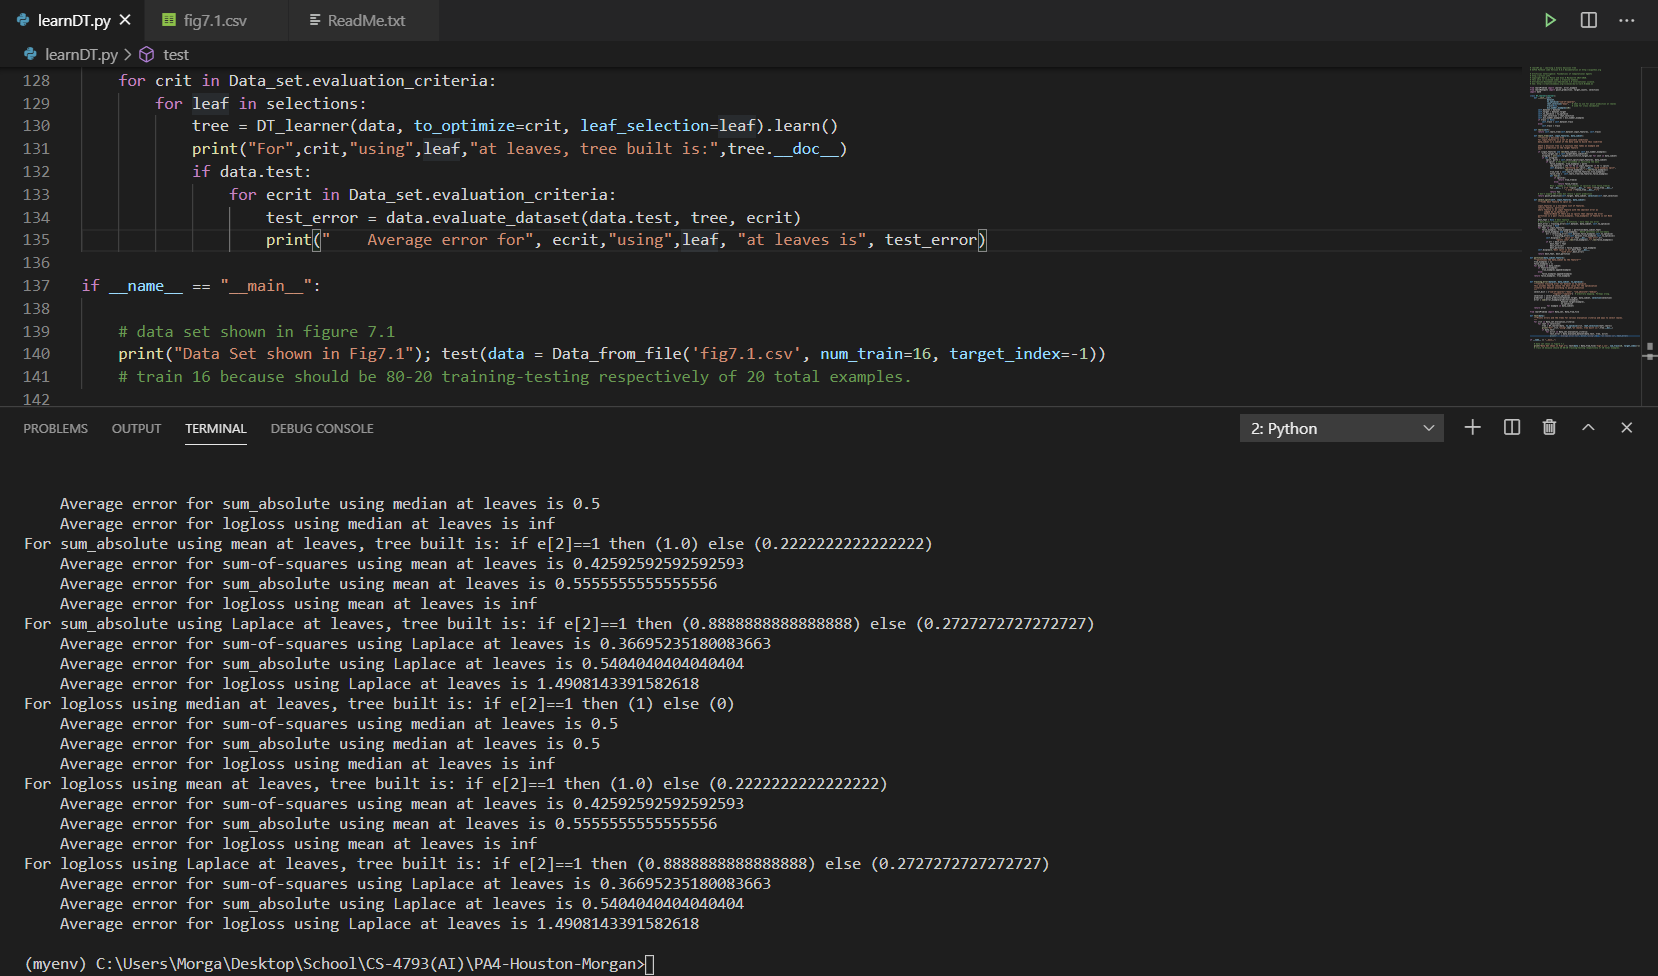 learnDT.py
fig7.1.csv
ReadMe.txt
learnDT.py > test
128 for crit in Data_set.evaluation_criteria:
129 for leaf in selections:
130 tree = DT_learner(data, to_optimize=crit, leaf_selection=leaf).learn()
131 print("For",crit,"using",leaf,"at leaves, tree built is:",tree.__doc__)
132 if data.test:
133 for ecrit in Data_set.evaluation_criteria:
134 test_error = data.evaluate_dataset(data.test, tree, ecrit)
135 print("    Average error for", ecrit,"using",leaf, "at leaves is", test_error)
136
137 if __name__ == "__main__":
138
139 # data set shown in figure 7.1
140 print("Data Set shown in Fig7.1"); test(data = Data_from_file('fig7.1.csv', num_train=16, target_index=-1))
141 # train 16 because should be 80-20 training-testing respectively of 20 total examples.
142
PROBLEMS OUTPUT TERMINAL DEBUG CONSOLE 2: Python
Average error for sum_absolute using median at leaves is 0.5
Average error for logloss using median at leaves is inf
For sum_absolute using mean at leaves, tree built is: if e[2]==1 then (1.0) else (0.2222222222222222)
Average error for sum-of-squares using mean at leaves is 0.42592592592592593
Average error for sum_absolute using mean at leaves is 0.5555555555555556
Average error for logloss using mean at leaves is inf
For sum_absolute using Laplace at leaves, tree built is: if e[2]==1 then (0.8888888888888888) else (0.2727272727272727)
Average error for sum-of-squares using Laplace at leaves is 0.36695235180083663
Average error for sum_absolute using Laplace at leaves is 0.5404040404040404
Average error for logloss using Laplace at leaves is 1.4908143391582618
For logloss using median at leaves, tree built is: if e[2]==1 then (1) else (0)
Average error for sum-of-squares using median at leaves is 0.5
Average error for sum_absolute using median at leaves is 0.5
Average error for logloss using median at leaves is inf
For logloss using mean at leaves, tree built is: if e[2]==1 then (1.0) else (0.2222222222222222)
Average error for sum-of-squares using mean at leaves is 0.42592592592592593
Average error for sum_absolute using mean at leaves is 0.5555555555555556
Average error for logloss using mean at leaves is inf
For logloss using Laplace at leaves, tree built is: if e[2]==1 then (0.8888888888888888) else (0.2727272727272727)
Average error for sum-of-squares using Laplace at leaves is 0.36695235180083663
Average error for sum_absolute using Laplace at leaves is 0.5404040404040404
Average error for logloss using Laplace at leaves is 1.4908143391582618
(myenv) C:\Users\Morga\Desktop\School\CS-4793(AI)\PA4-Houston-Morgan>